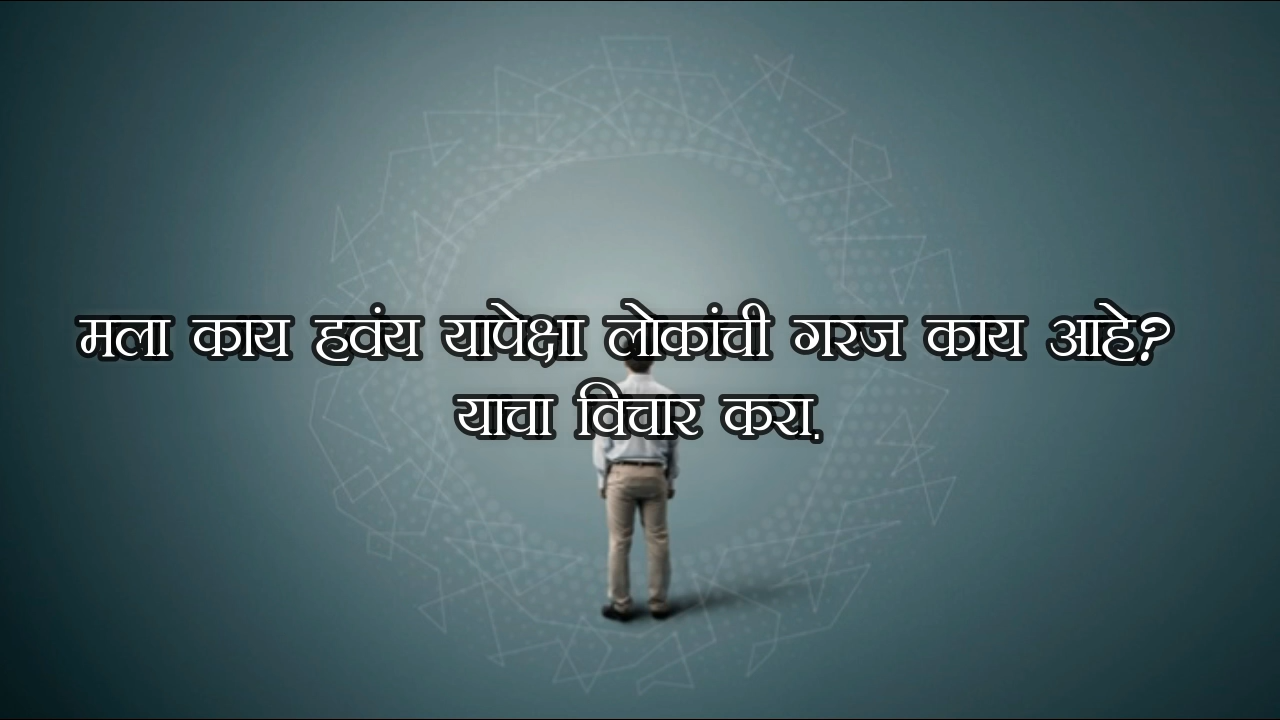 मला काय हवंय यापेक्षा लोकांची गरज काय आहे?
याचा विचार करा.